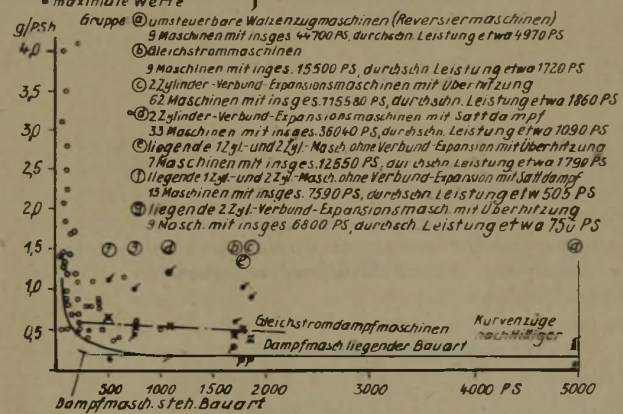 • maximale Werte
g/PSh
Gruppe ⓐ umsteuerbare Walzenzugmaschinen (Reversiermaschinen)
9 Maschinen mit inges 44700 PS, durchschn. Leistung etwa 4970 PS
ⓑ Gleichstrommaschinen
9 Maschinen mit inges. 15500 PS, durchschn Leistung etwa 1720 PS
ⓒ 2 Zylinder-Verbund-Expansionsmaschinen mit Überhitzung
62 Maschinen mit insges. 115580 PS, durchschn. Leistung etwa 1860 PS
ⓓ 2 Zylinder-Verbund-Expansionsmaschinen mit Sattdampf
33 Maschinen mit insges. 36040 PS, durchschn. Leistung etwa 1090 PS
ⓔ liegende 1 Zyl.-und 2 Zyl.-Masch ohne Verbund-Expansion mit Überhitzung
7 Maschinen mit insges. 12550 PS, durchschn. Leistung etwa 1790 PS
ⓕ liegende 1 Zyl.-und 2 Zyl.-Masch. ohne Verbund-Expansion mit Sattdampf
15 Maschinen mit insges. 7590 PS, durchschn. Leistung etw 505 PS
ⓖ liegende 2 Zyl.-Verbund-Expansionsmasch mit Überhitzung
9 Masch. mit insges 6800 PS, durchsch. Leistung etwa 750 PS
4,0
3,5
3,0
2,5
2,0
1,5
1,0
0,5
ⓕ ⓖ ⓓ ⓑ ⓒ ⓐ
ⓔ
Gleichstromdampfmaschinen
Kurvenzüge
nach Hilliger
Dampfmasch. liegender Bauart
500 1000 2000 3000 4000 PS 5000
Dampfmasch. steh. Bauart